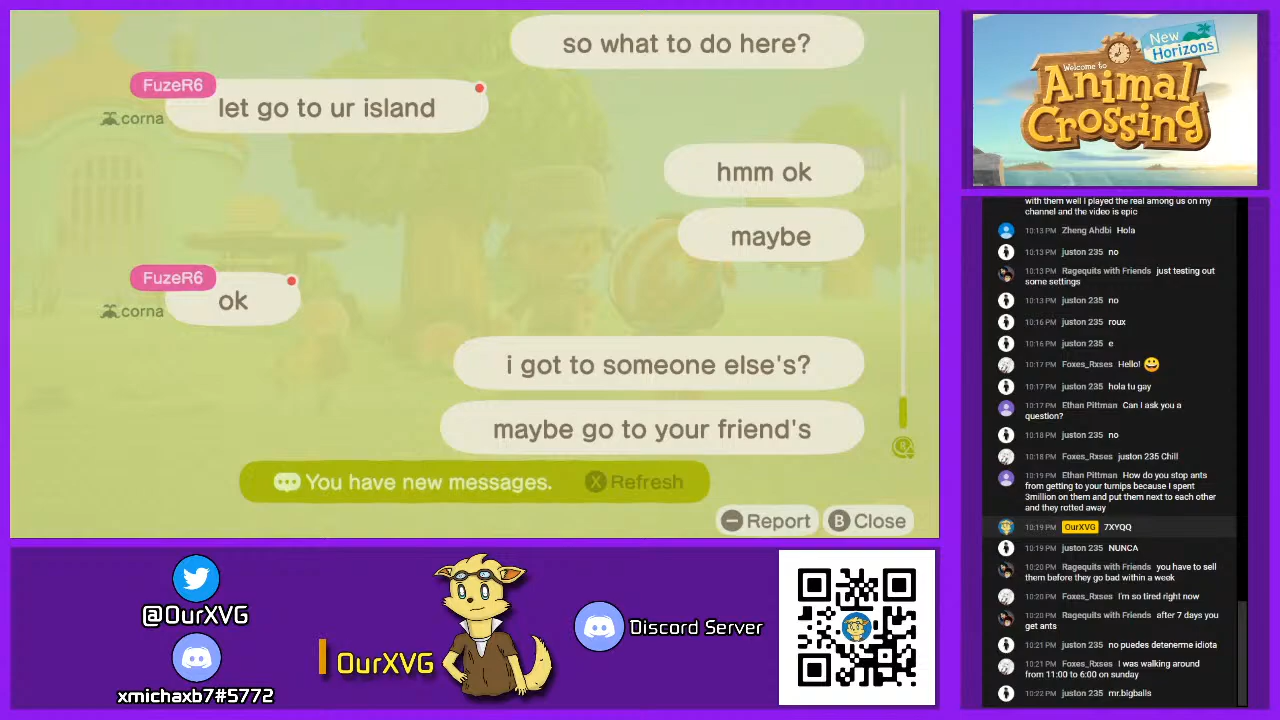 so what to do here?
FuzeR6
let go to ur island
corna
hmm ok
maybe
FuzeR6
ok
corna
i got to someone else's?
maybe go to your friend's
You have new messages.
X Refresh
Report
B Close
@OurXVG
xmichaxb7#5772
OurXVG
Discord Server
Welcome to
Animal
Crossing
New
Horizons
with them well I played the real among us on my
channel and the video is epic
10:13 PM Zheng Ahdbi Hola
10:13 PM juston 235 no
10:13 PM Ragequits with Friends just testing out
some settings
10:13 PM juston 235 no
10:16 PM juston 235 roux
10:16 PM juston 235 e
10:17 PM Foxes_Rxses Hello!
10:17 PM juston 235 hola tu gay
10:17 PM Ethan Pittman Can I ask you a
question?
10:18 PM juston 235 no
10:18 PM Foxes_Rxses juston 235 Chill
10:19 PM Ethan Pittman How do you stop ants
from getting to your turnips because I spent
3million on them and put them next to each other
and they rotted away
10:19 PM OurXVG 7XYQQ
juston 235 NUNCA
10:20 PM Ragequits with Friends you have to sell
them before they go bad within a week
10:20 PM Foxes_Rxses I'm so tired right now
10:20 PM Ragequits with Friends after 7 days you
get ants
10:21 PM juston 235 no puedes detenerme idiota
10:21 PM Foxes_Rxses I was walking around
from 11:00 to 6:00 on sunday
10:22 PM juston 235 mr.bigballs